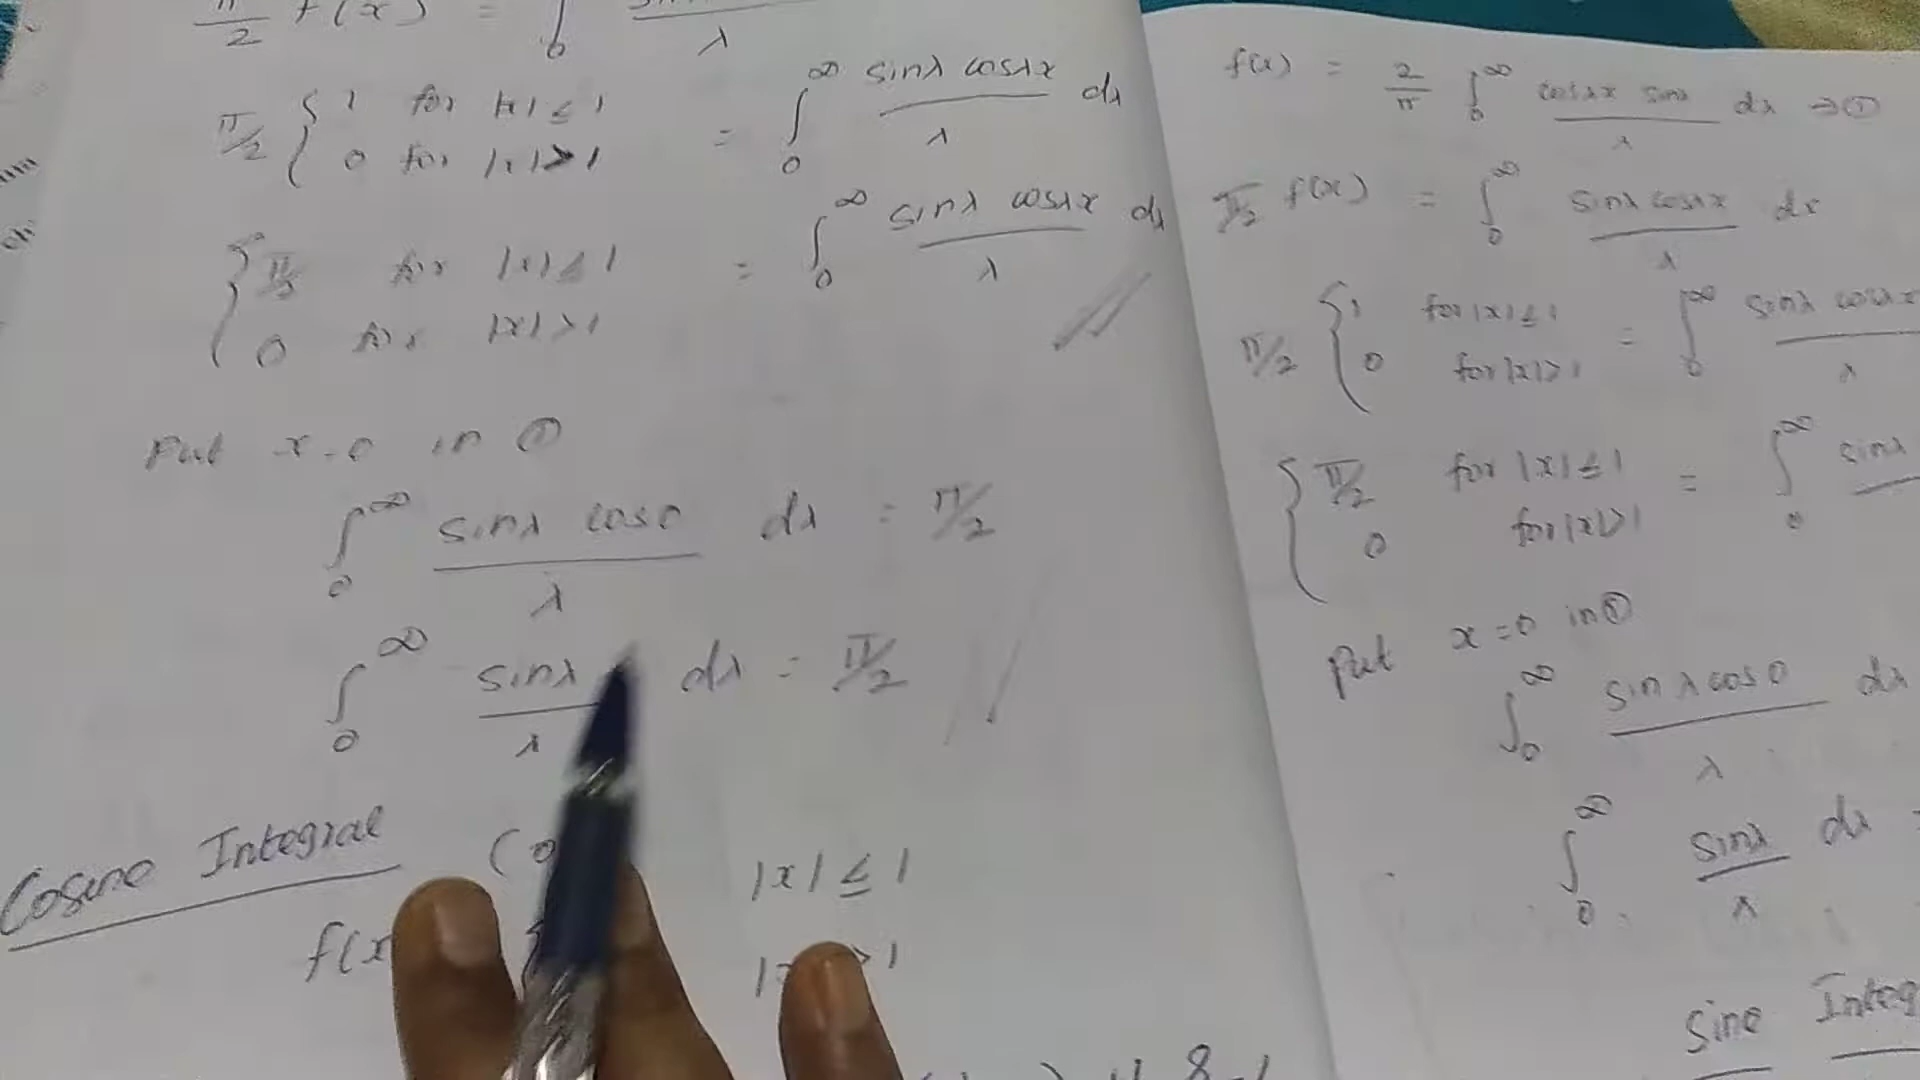 π/2 f(x) = ∫0
λ
π/2 { 1 for |x| ≤ 1
0 for |x| > 1 = ∫0^∞ sinλ cosλx / λ dλ
{ π/2 for |x| ≤ 1
0 for |x| > 1 = ∫0^∞ sinλ cosλx / λ dλ
Put x=0 in ①
∫0^∞ sinλ cos0 / λ dλ = π/2
∫0^∞ sinλ / λ dλ = π/2
Cosine Integral
f(x |x| ≤ 1
> 1
f(x) = 2/π ∫0^∞ cosλx sinλ / λ dλ → ①
π/2 f(x) = ∫0^∞ sinλ cosλx / λ dλ
π/2 { 1 for |x| ≤ 1
0 for |x| > 1 = ∫0^∞ sinλ cosλx / λ
{ π/2 for |x| ≤ 1
0 for |x| > 1 = ∫0^∞ sinλ
Put x=0 in ①
∫0^∞ sinλ cos0 / λ dλ
∫0^∞ sinλ / λ dλ =
Sine Integ